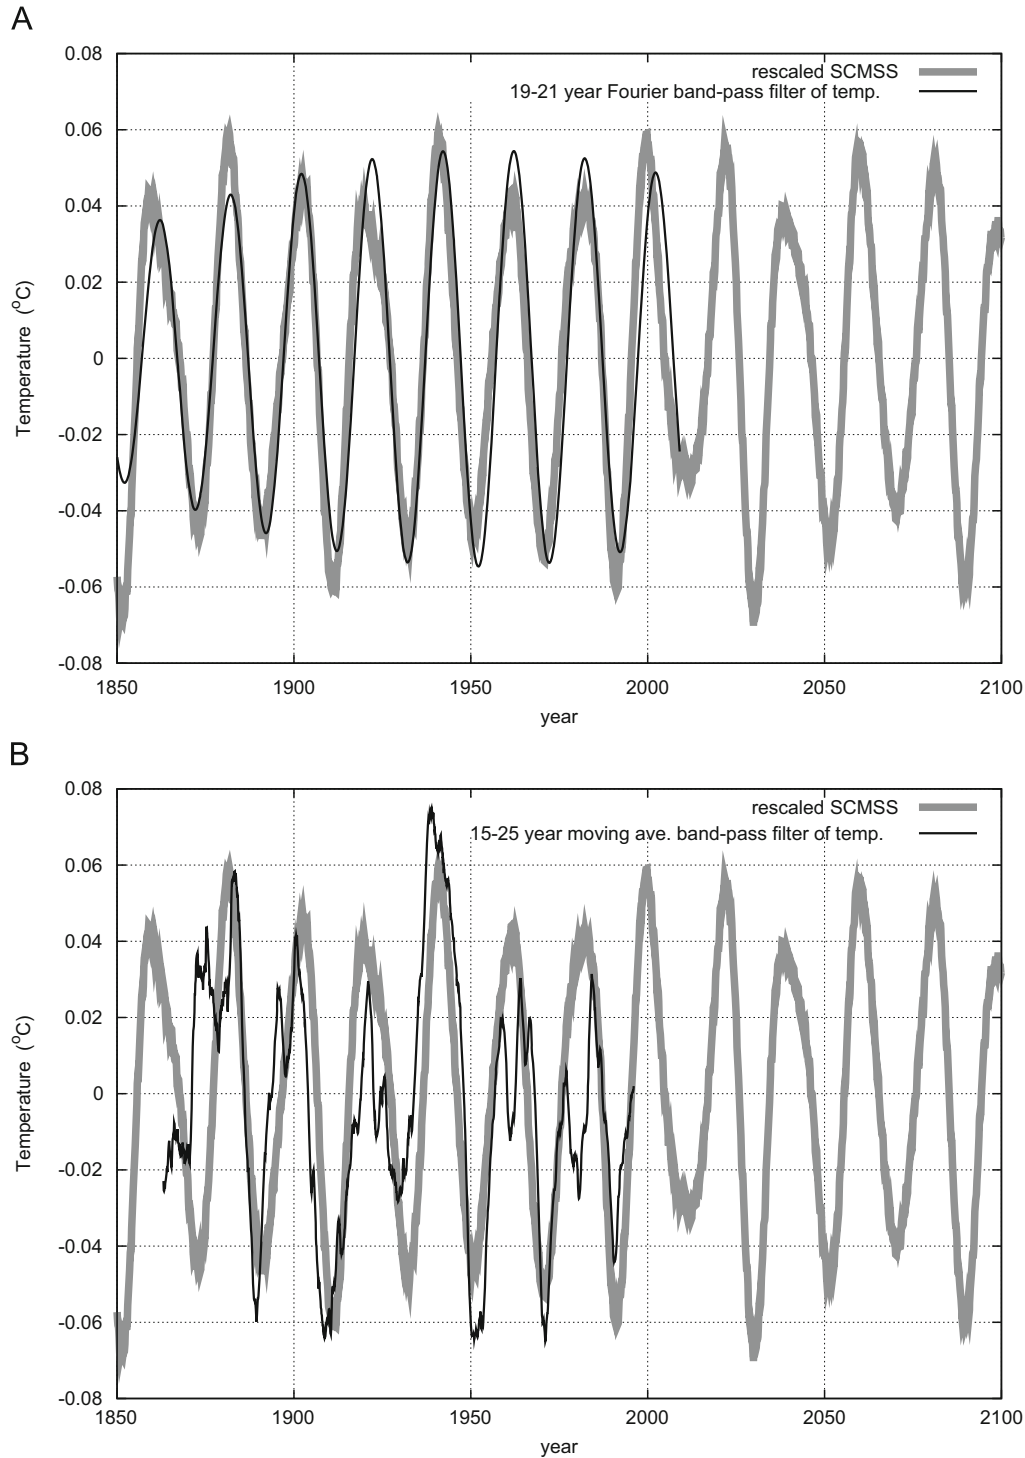 A
0.08
rescaled SCMSS
19-21 year Fourier band-pass filter of temp.
0.06
0.04
0.02
0
-0.02
-0.04
-0.06
-0.08
Temperature (°C)
1850 1900 1950 2000 2050 2100
year
B
0.08
rescaled SCMSS
15-25 year moving ave. band-pass filter of temp.
0.06
0.04
0.02
0
-0.02
-0.04
-0.06
-0.08
Temperature (°C)
1850 1900 1950 2000 2050 2100
year